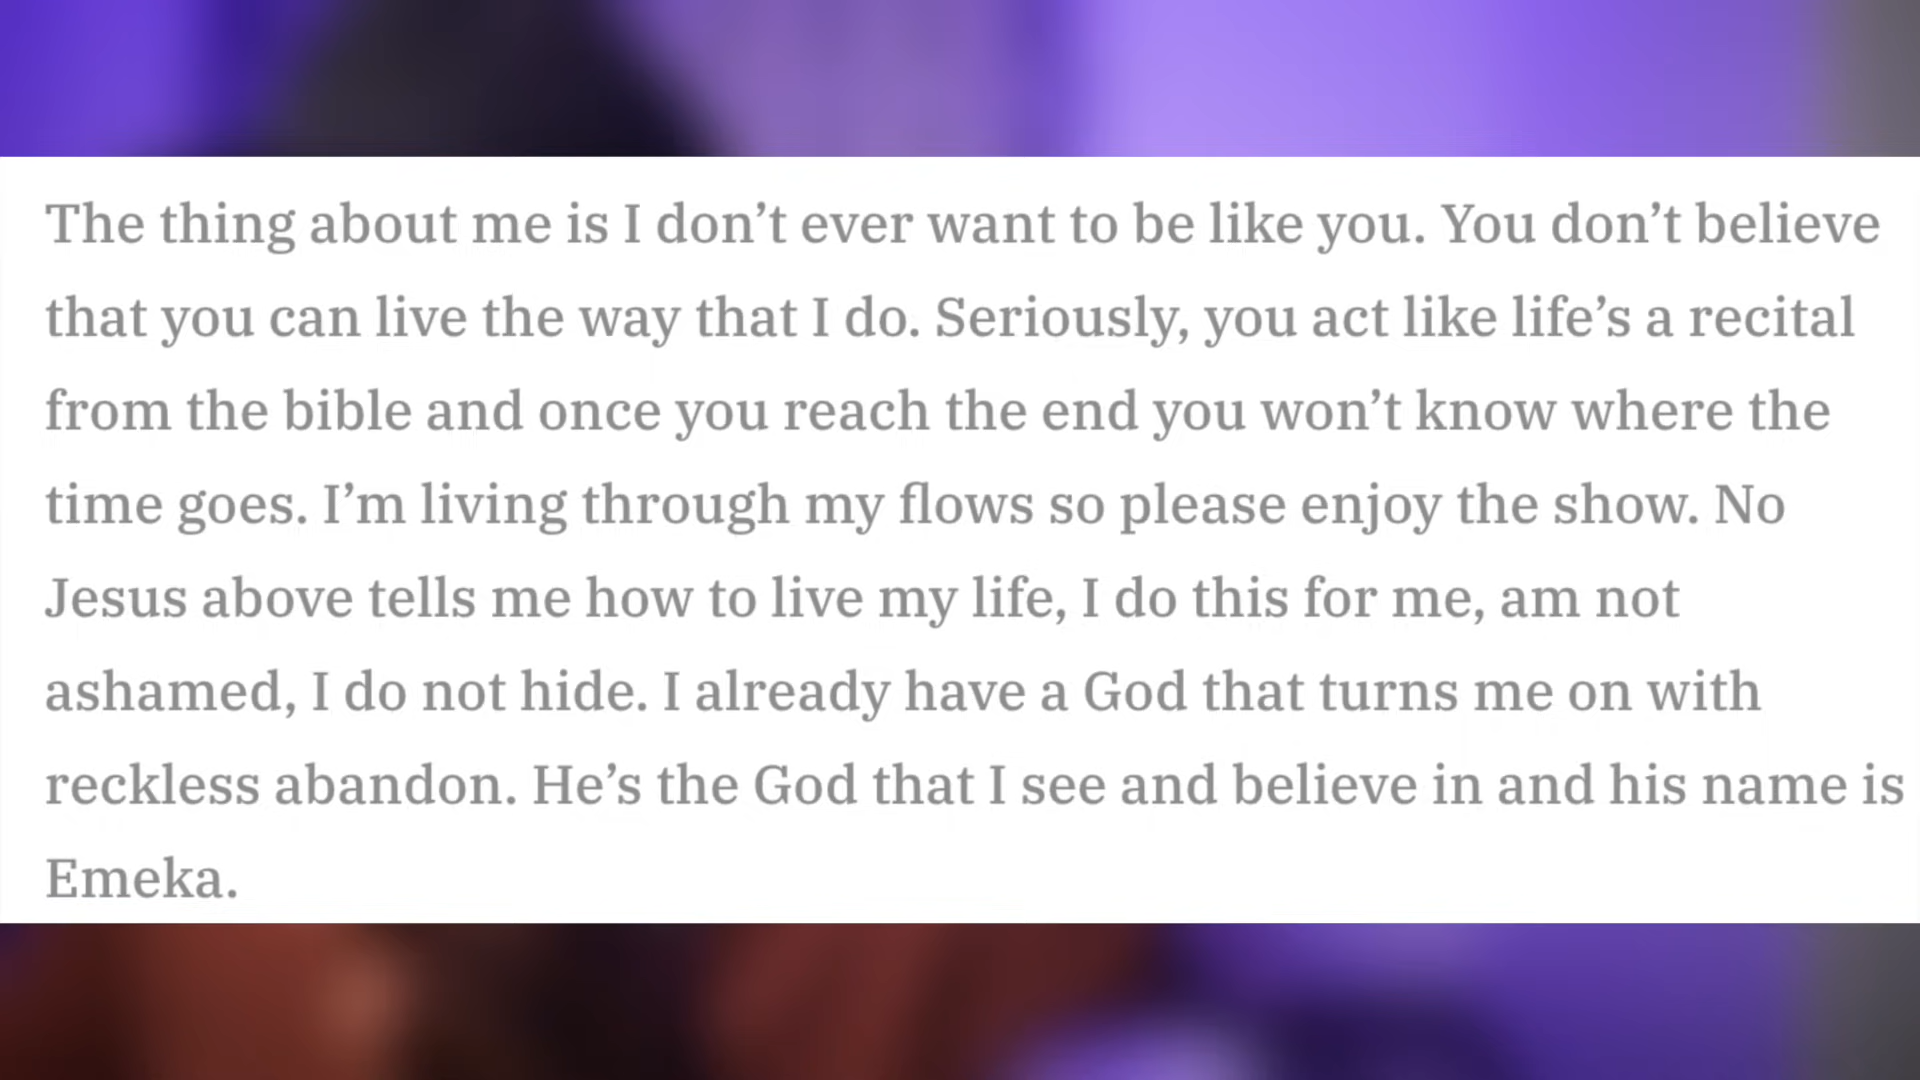 The thing about me is I don’t ever want to be like you. You don’t believe
that you can live the way that I do. Seriously, you act like life’s a recital
from the bible and once you reach the end you won’t know where the
time goes. I’m living through my flows so please enjoy the show. No
Jesus above tells me how to live my life, I do this for me, am not
ashamed, I do not hide. I already have a God that turns me on with
reckless abandon. He’s the God that I see and believe in and his name is
Emeka.